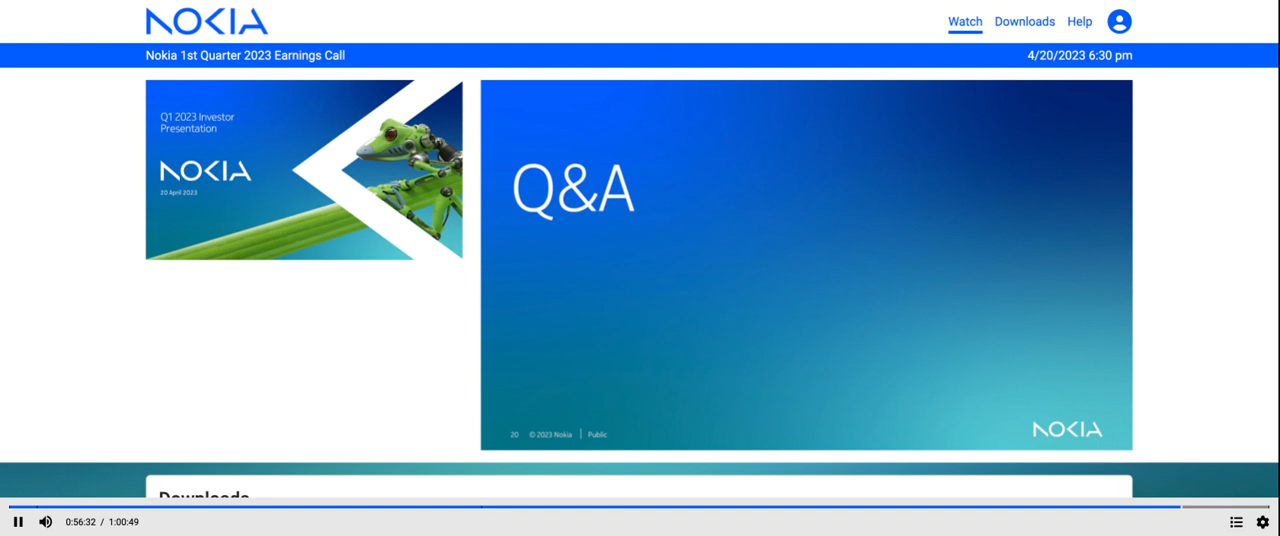 NOKIA
Watch Downloads Help
Nokia 1st Quarter 2023 Earnings Call
4/20/2023 6:30 pm
Q1 2023 Investor
Presentation
NOKIA
20 April 2023
Q&A
20 © 2023 Nokia | Public
NOKIA
Downloads
0:56:32 / 1:00:49